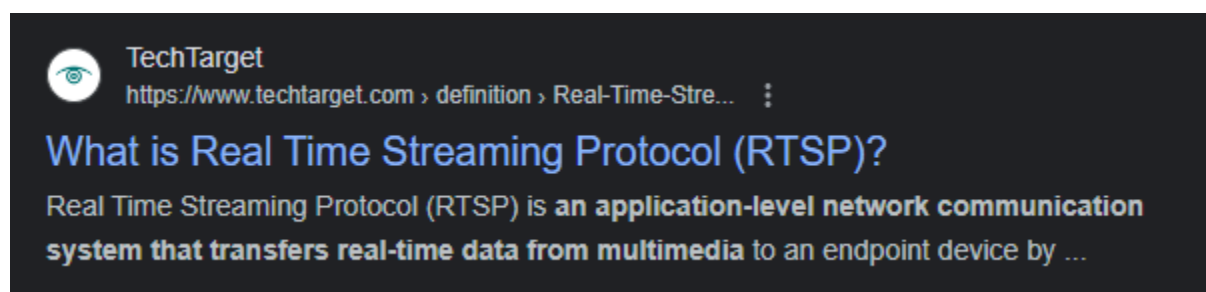 TechTarget
https://www.techtarget.com › definition › Real-Time-Stre...
What is Real Time Streaming Protocol (RTSP)?
Real Time Streaming Protocol (RTSP) is an application-level network communication
system that transfers real-time data from multimedia to an endpoint device by ...